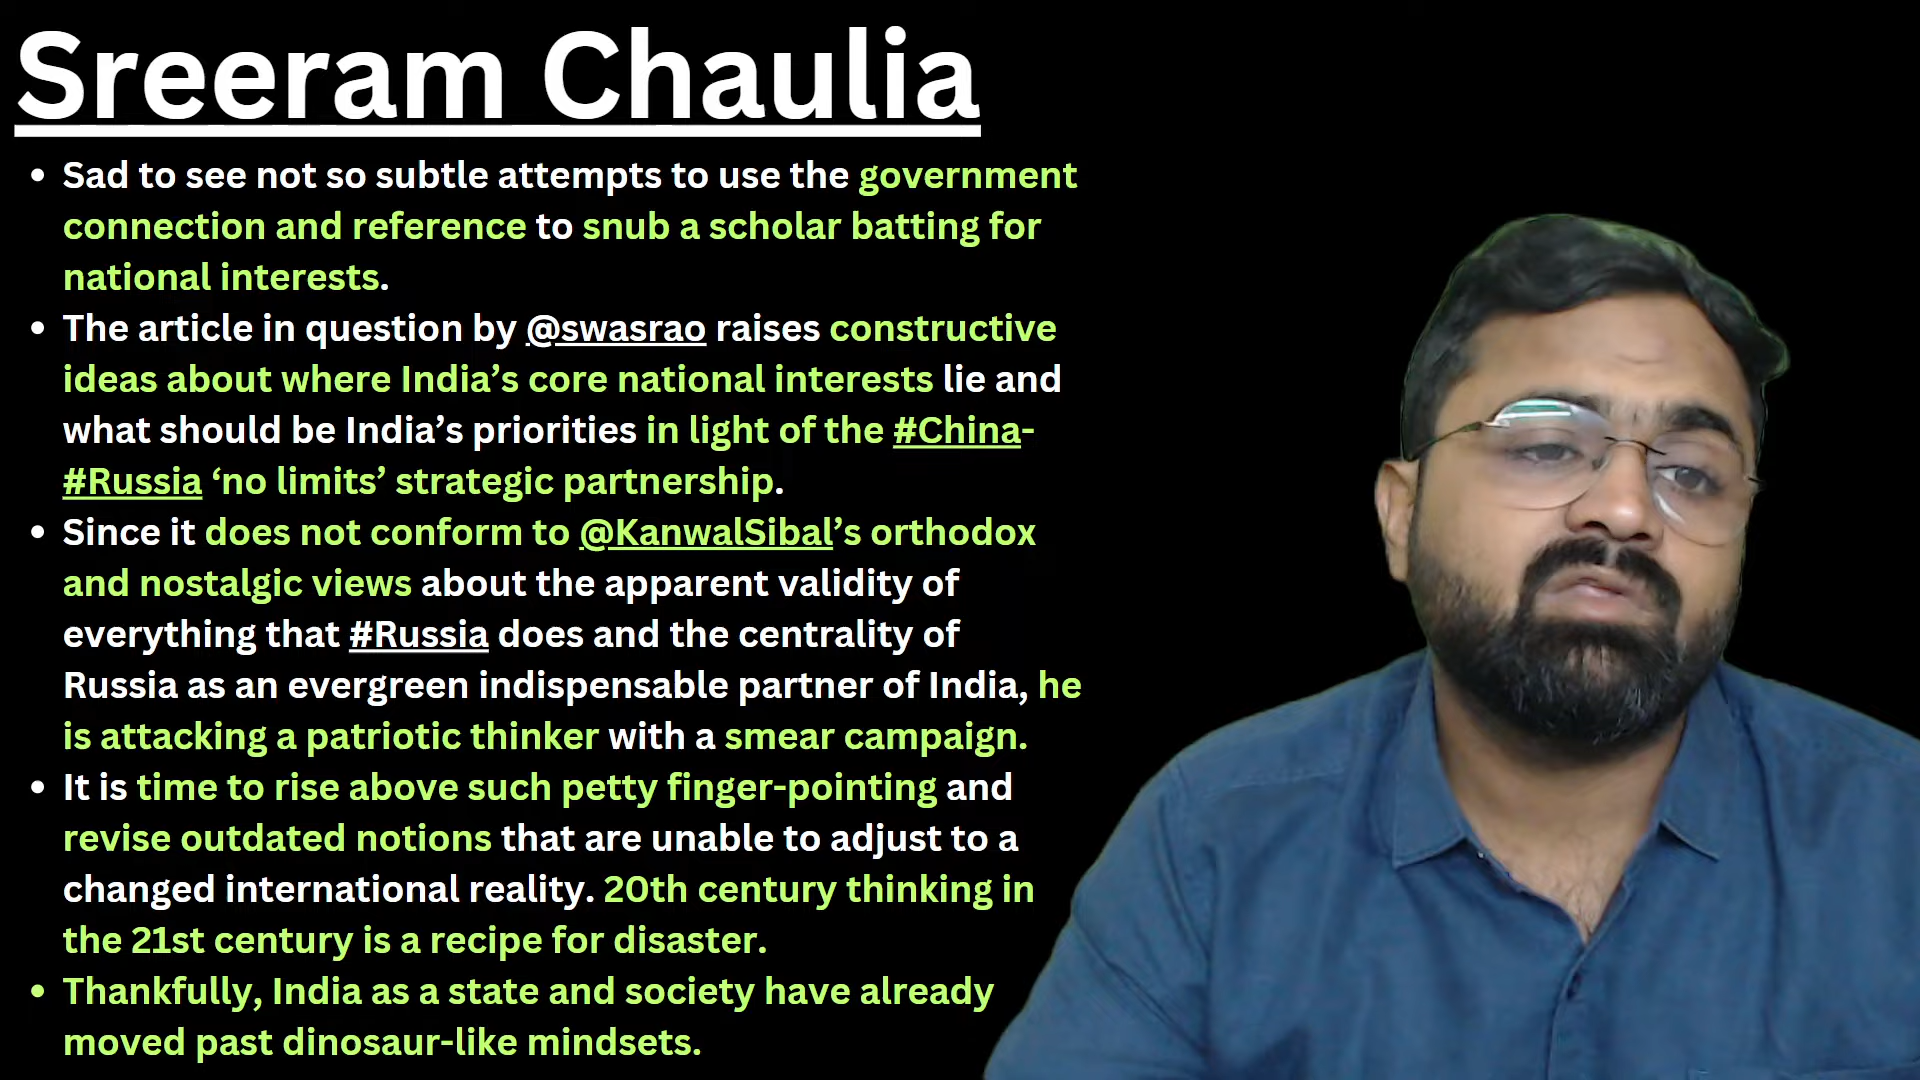 Sreeram Chaulia
• Sad to see not so subtle attempts to use the government
connection and reference to snub a scholar batting for
national interests.
• The article in question by @swasrao raises constructive
ideas about where India’s core national interests lie and
what should be India’s priorities in light of the #China-
#Russia ‘no limits’ strategic partnership.
• Since it does not conform to @KanwalSibal’s orthodox
and nostalgic views about the apparent validity of
everything that #Russia does and the centrality of
Russia as an evergreen indispensable partner of India, he
is attacking a patriotic thinker with a smear campaign.
• It is time to rise above such petty finger-pointing and
revise outdated notions that are unable to adjust to a
changed international reality. 20th century thinking in
the 21st century is a recipe for disaster.
• Thankfully, India as a state and society have already
moved past dinosaur-like mindsets.